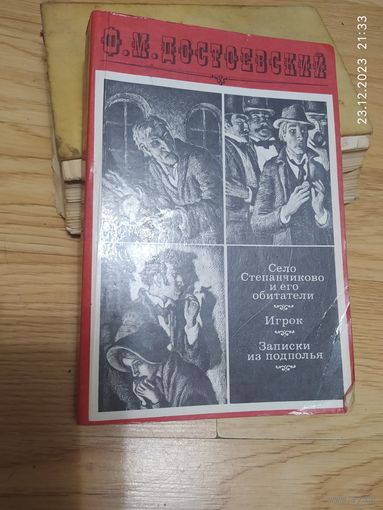 Ф.М.ДОСТОЕВСКИЙ
23.12.2023 21:33
Село
Степанчиково
и его
обитатели
Игрок
Записки
из подполья